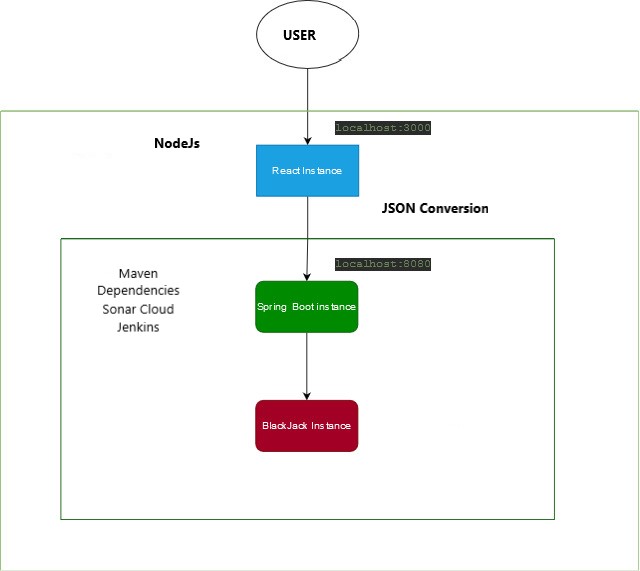 USER
localhost:3000
NodeJs
React Instance
JSON Conversion
localhost:8080
Maven
Dependencies
Sonar Cloud
Jenkins
Spring Boot instance
BlackJack Instance